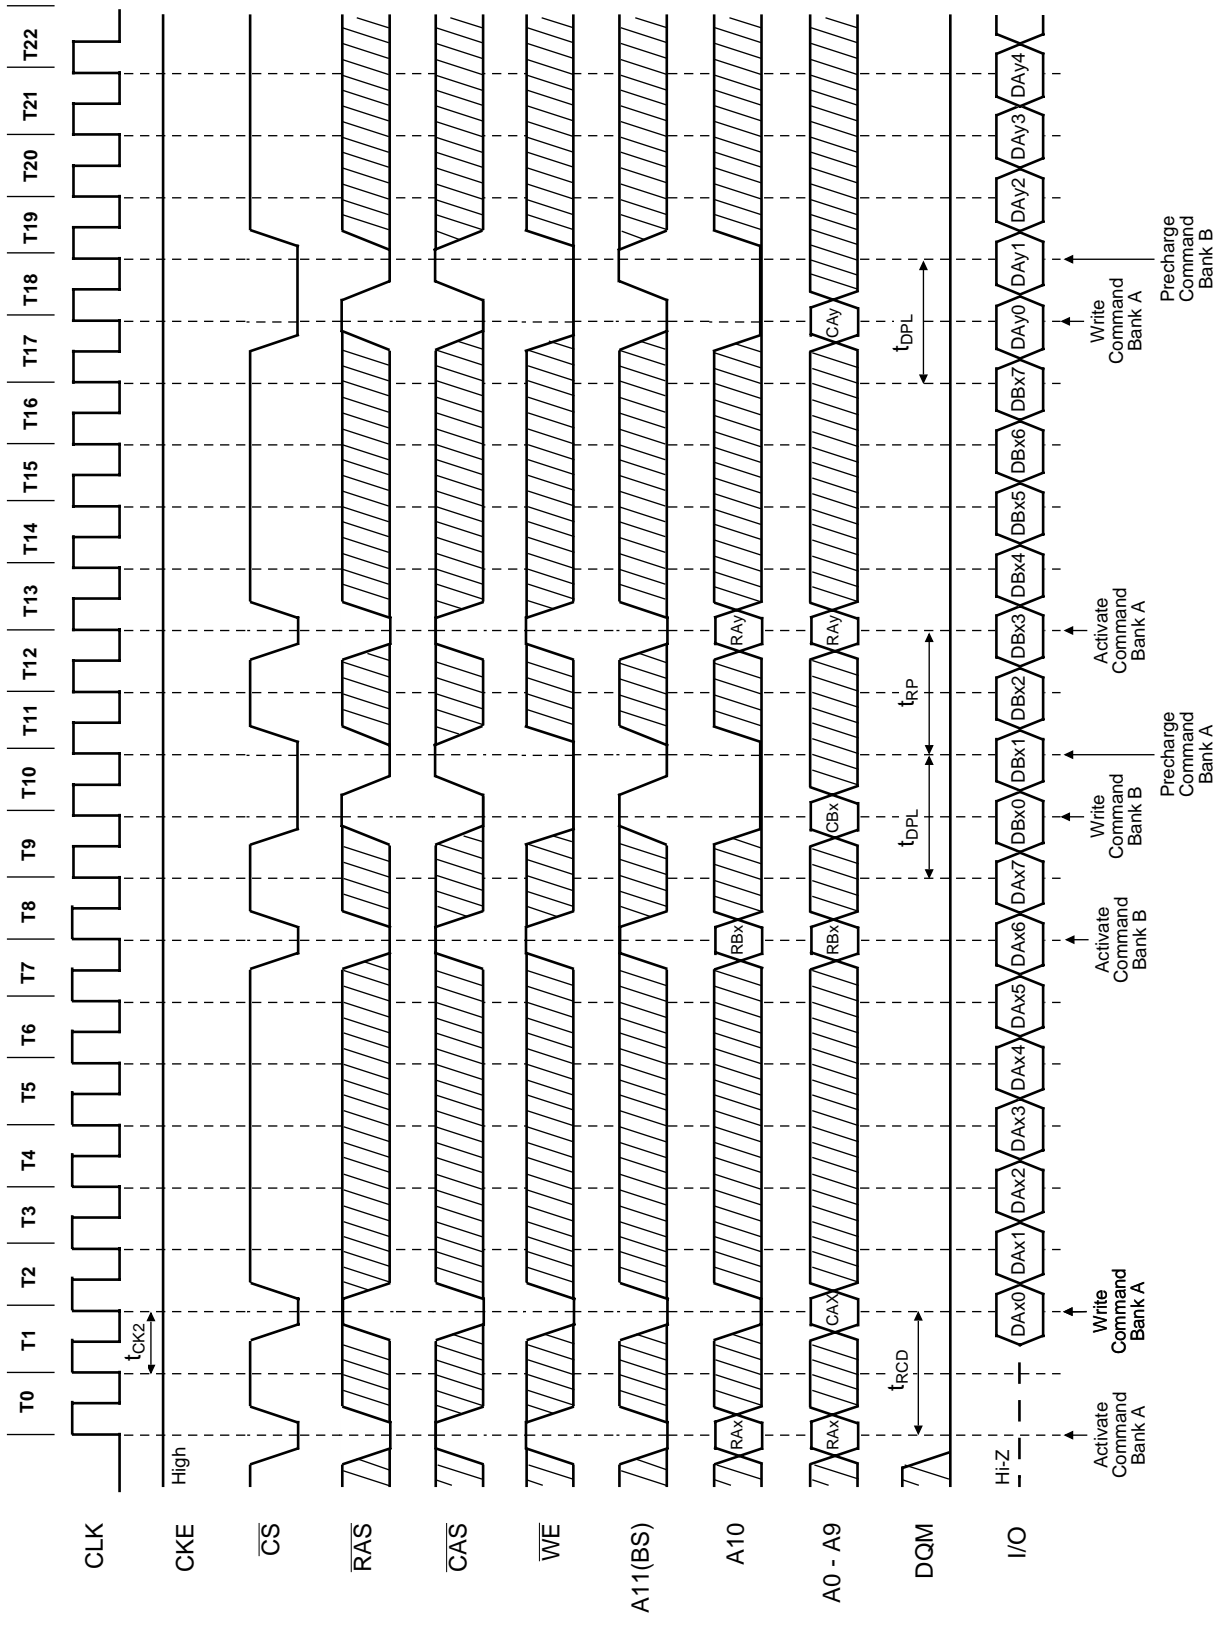 T0 T1 T2 T3 T4 T5 T6 T7 T8 T9 T10 T11 T12 T13 T14 T15 T16 T17 T18 T19 T20 T21 T22
CLK
tCK2
CKE
High
CS
RAS
CAS
WE
A11(BS)
A10
RAx RBx RAy
A0 - A9
RAx CAX RBx CBx RAy CAy
DQM
tRCD tDPL tRP tDPL
I/O
Hi-Z
DAx0 DAx1 DAx2 DAx3 DAx4 DAx5 DAx6 DAx7 DBx0 DBx1 DBx2 DBx3 DBx4 DBx5 DBx6 DBx7 DAy0 DAy1 DAy2 DAy3 DAy4
Activate
Command
Bank A
Write
Command
Bank A
Activate
Command
Bank B
Write
Command
Bank B
Precharge
Command
Bank A
Activate
Command
Bank A
Write
Command
Bank A
Precharge
Command
Bank B